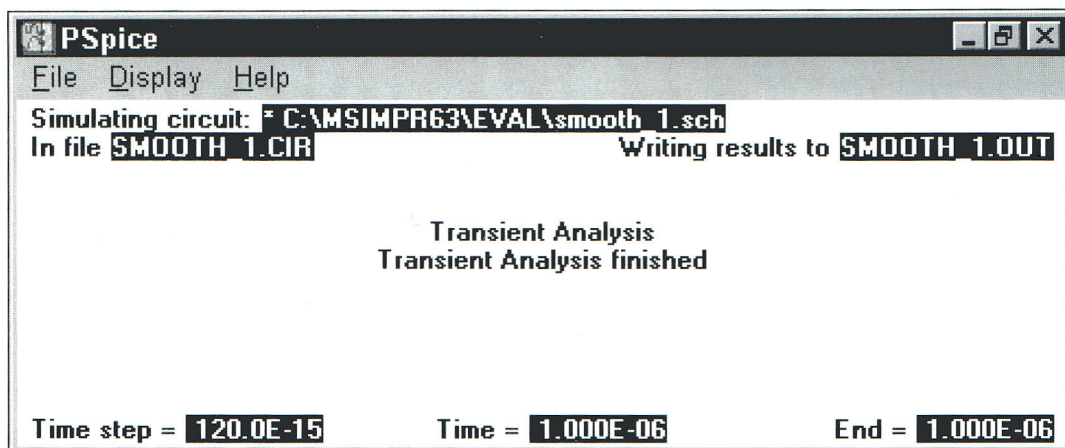 PSpice
File Display Help
Simulating circuit: * C:\MSIMPR63\EVAL\smooth_1.sch
In file SMOOTH_1.CIR Writing results to SMOOTH_1.OUT
Transient Analysis
Transient Analysis finished
Time step = 120.0E-15 Time = 1.000E-06 End = 1.000E-06